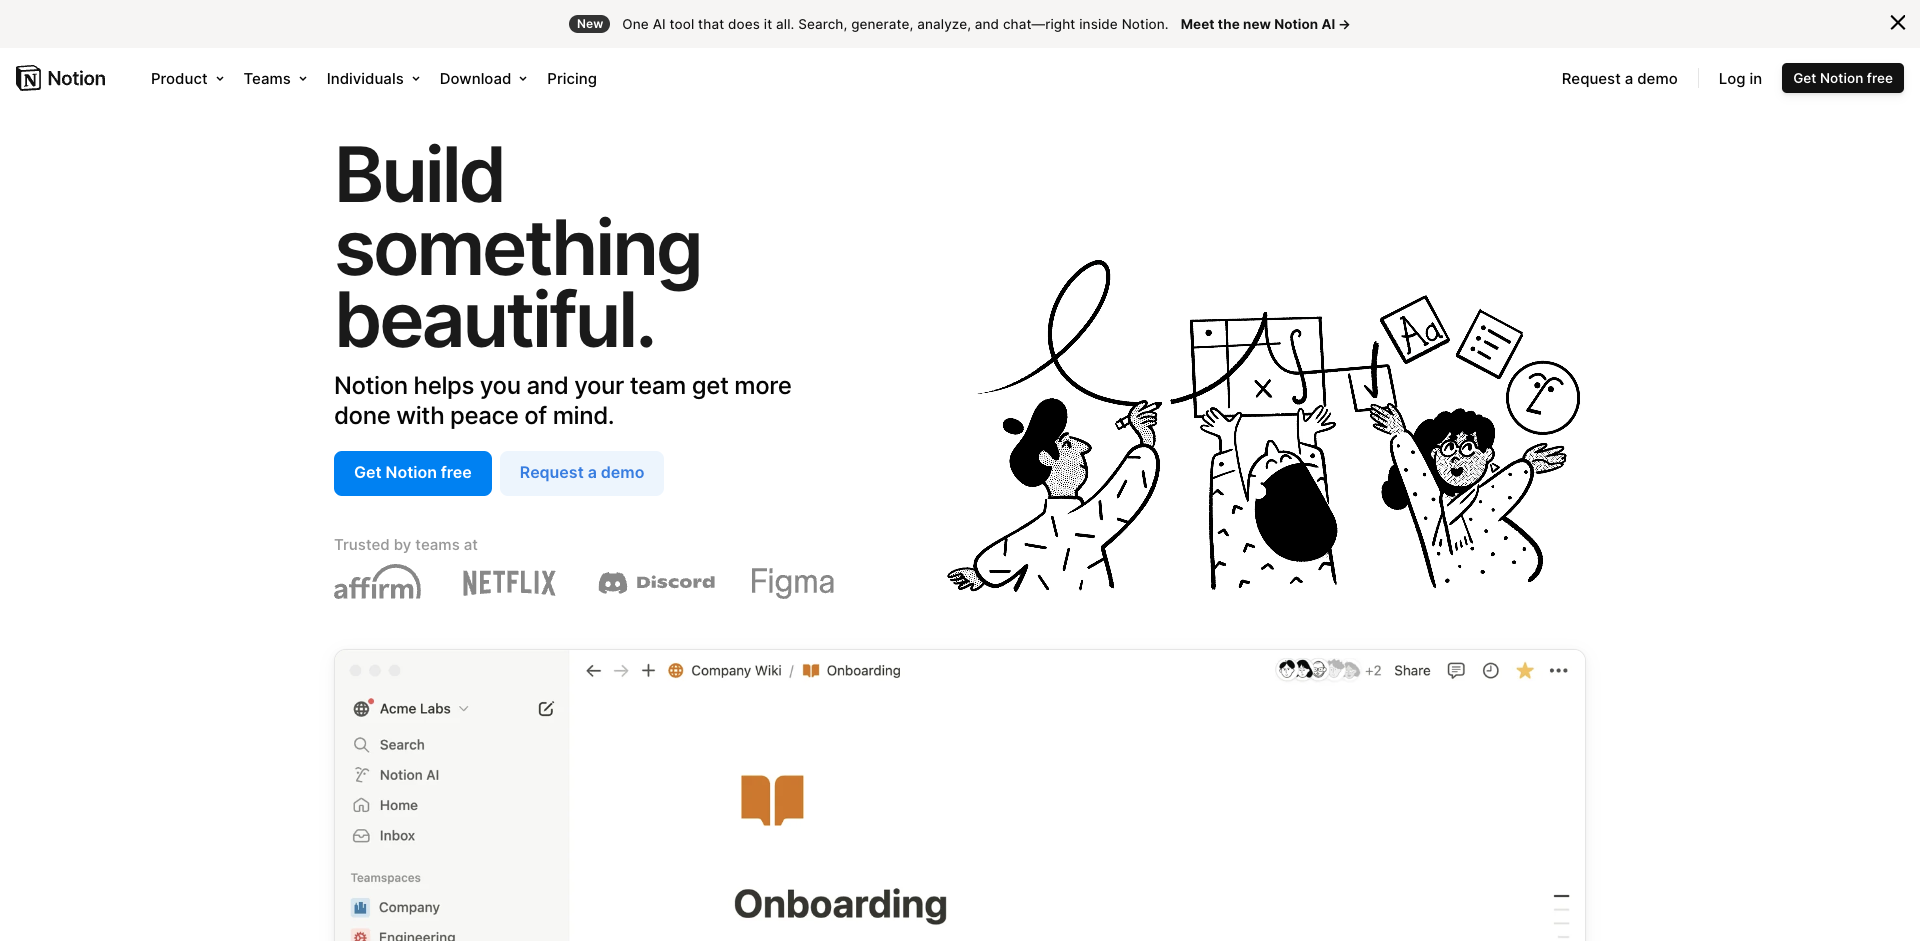 New One AI tool that does it all. Search, generate, analyze, and chat—right inside Notion. Meet the new Notion AI →
Notion Product Teams Individuals Download Pricing Request a demo Log in Get Notion free
Build
something
beautiful.
Notion helps you and your team get more
done with peace of mind.
Get Notion free Request a demo
Trusted by teams at
affirm NETFLIX Discord Figma
Aa
Company Wiki / Onboarding +2 Share
Acme Labs
Search
Notion AI
Home
Inbox
Teamspaces
Company
Engineering
Onboarding